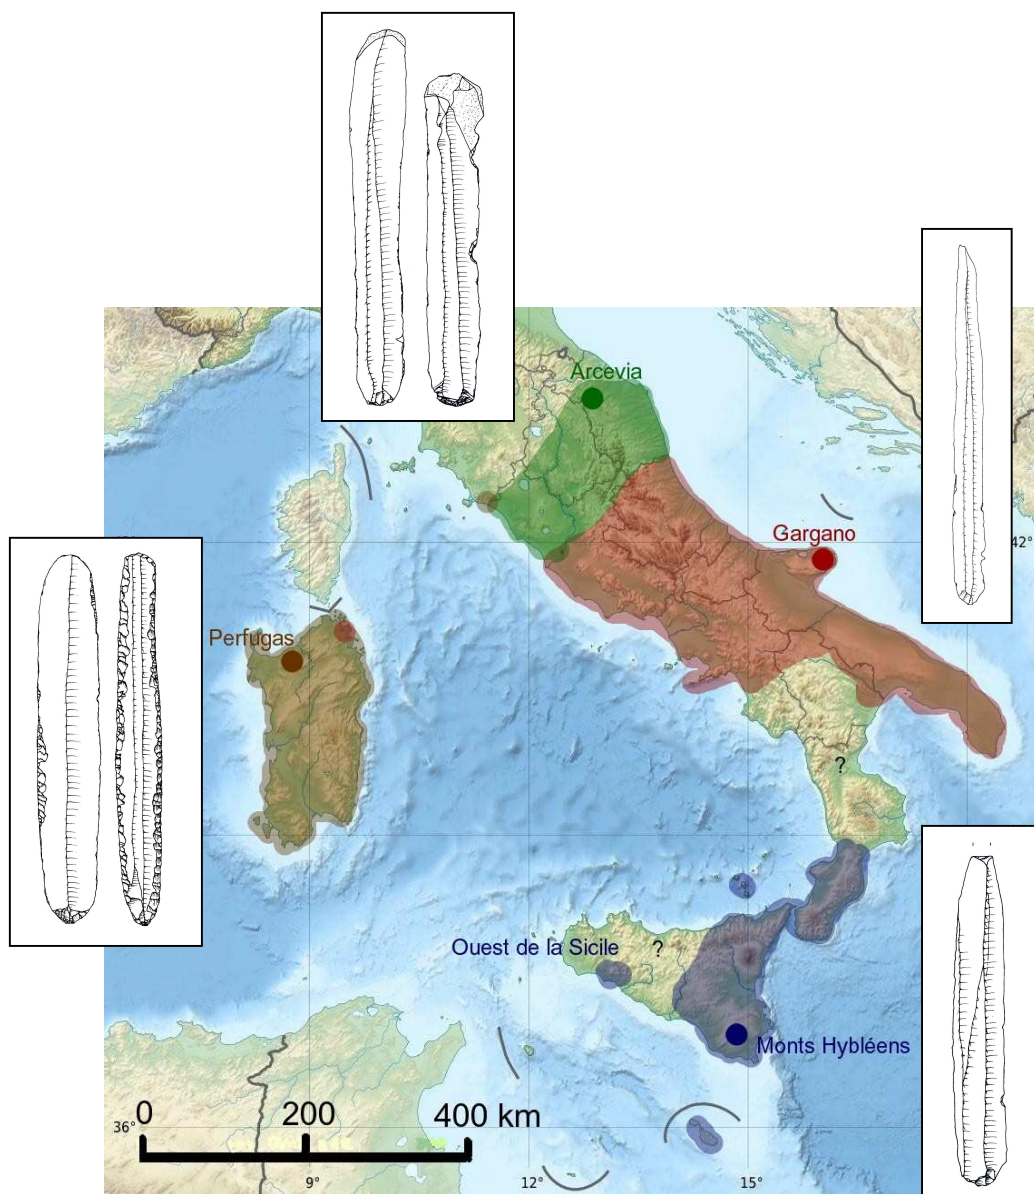 Arcevia
Gargano
42°
Perfugas
?
Ouest de la Sicile
?
Monts Hybléens
0
200
400 km
36°
9°
12°
15°